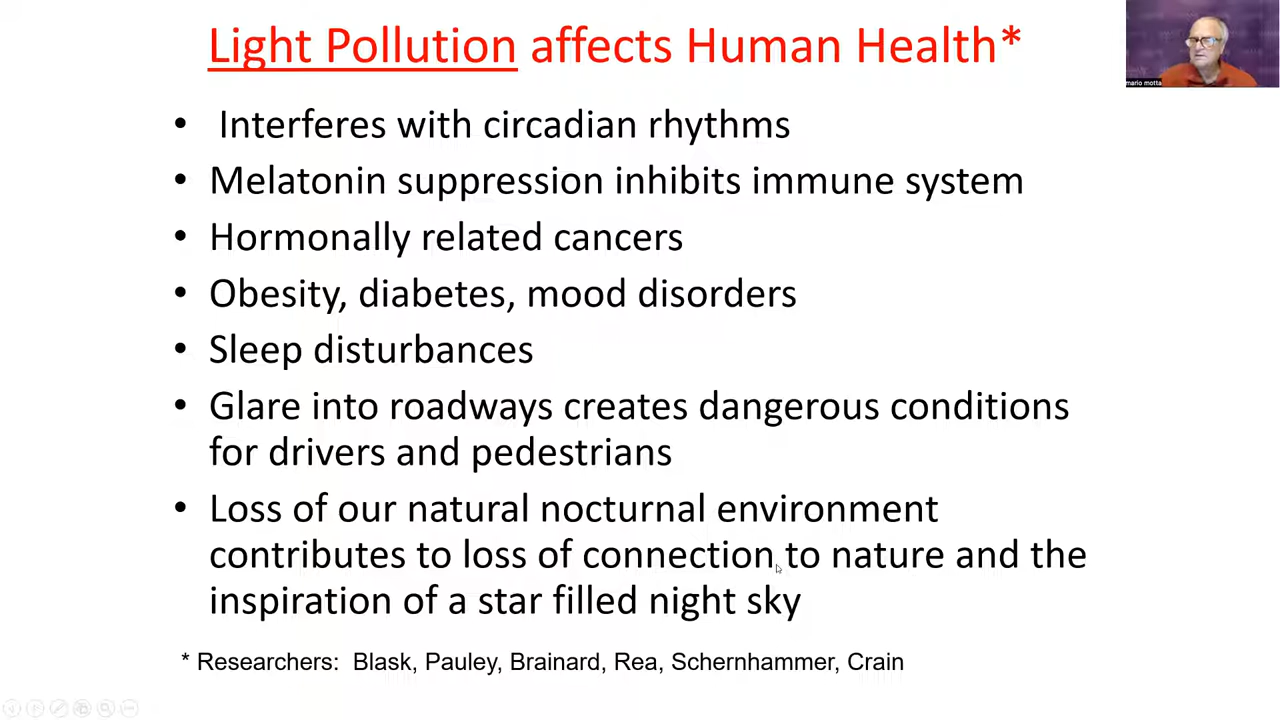 Light Pollution affects Human Health*
mario motta
• Interferes with circadian rhythms
• Melatonin suppression inhibits immune system
• Hormonally related cancers
• Obesity, diabetes, mood disorders
• Sleep disturbances
• Glare into roadways creates dangerous conditions
for drivers and pedestrians
• Loss of our natural nocturnal environment
contributes to loss of connection to nature and the
inspiration of a star filled night sky
* Researchers: Blask, Pauley, Brainard, Rea, Schernhammer, Crain